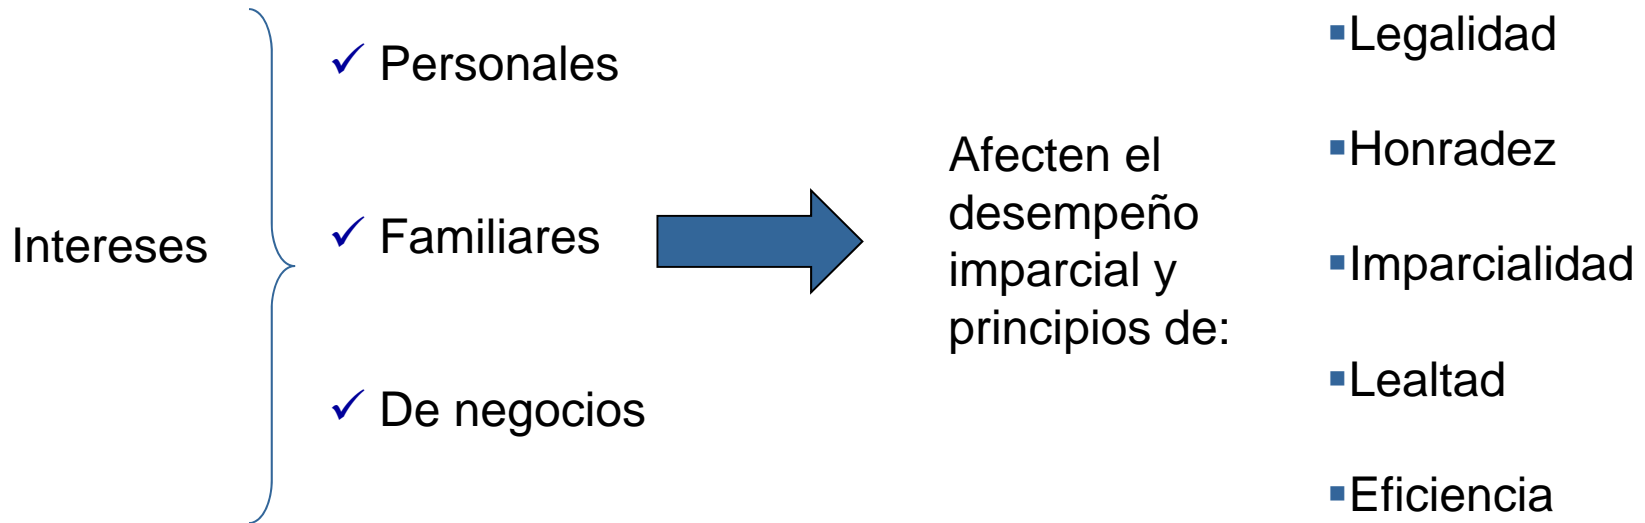 Intereses
✓ Personales
✓ Familiares
✓ De negocios
Afecten el
desempeño
imparcial y
principios de:
▪Legalidad
▪Honradez
▪Imparcialidad
▪Lealtad
▪Eficiencia